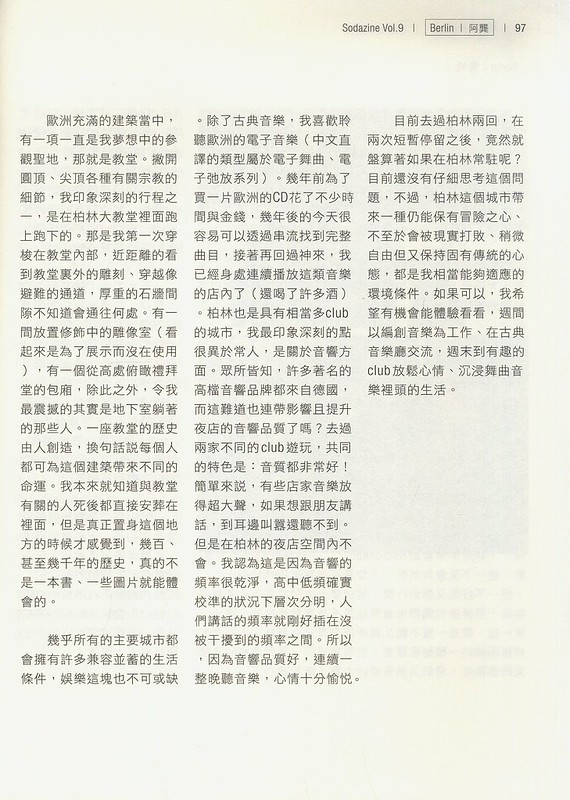 Sodazine Vol.9 | Berlin | 阿龔 | 97
歐洲充滿的建築當中，
有一項一直是我夢想中的參
觀聖地，那就是教堂。撇開
圓頂、尖頂各種有關宗教的
細節，我印象深刻的行程之
一，是在柏林大教堂裡面跑
上跑下的。那是我第一次穿
梭在教堂內部，近距離的看
到教堂裏外的雕刻、穿越像
避難的通道，厚重的石牆間
隙不知道會通往何處。有一
間放置修飾中的雕像室（看
起來是為了展示而沒在使用
），有一個從高處俯瞰禮拜
堂的包廂，除此之外，令我
最震撼的其實是地下室躺著
的那些人。一座教堂的歷史
由人創造，換句話說每個人
都可為這個建築帶來不同的
命運。我本來就知道與教堂
有關的人死後都直接安葬在
裡面，但是真正置身這個地
方的時候才感覺到，幾百、
甚至幾千年的歷史，真的不
是一本書、一些圖片就能體
會的。
幾乎所有的主要城市都
會擁有許多兼容並蓄的生活
條件，娛樂這塊也不可或缺
。除了古典音樂，我喜歡聆
聽歐洲的電子音樂（中文直
譯的類型屬於電子舞曲、電
子弛放系列）。幾年前為了
買一片歐洲的CD花了不少時
間與金錢，幾年後的今天很
容易可以透過串流找到完整
曲目，接著再回過神來，我
已經身處連續播放這類音樂
的店內了（還喝了許多酒）
。柏林也是具有相當多club
的城市，我最印象深刻的點
很異於常人，是關於音響方
面。眾所皆知，許多著名的
高檔音響品牌都來自德國，
而這難道也連帶影響且提升
夜店的音響品質了嗎？去過
兩家不同的club遊玩，共同
的特色是：音質都非常好！
簡單來說，有些店家音樂放
得超大聲，如果想跟朋友講
話，到耳邊叫囂還聽不到。
但是在柏林的夜店空間內不
會。我認為這是因為音響的
頻率很乾淨，高中低頻確實
校準的狀況下層次分明，人
們講話的頻率就剛好插在沒
被干擾到的頻率之間。所以
，因為音響品質好，連續一
整晚聽音樂，心情十分愉悦。
目前去過柏林兩回，在
兩次短暫停留之後，竟然就
盤算著如果在柏林常駐呢？
目前還沒有仔細思考這個問
題，不過，柏林這個城市帶
來一種仍能保有冒險之心、
不至於會被現實打敗、稍微
自由但又保持固有傳統的心
態，都是我相當能夠適應的
環境條件。如果可以，我希
望有機會能體驗看看，週間
以編創音樂為工作、在古典
音樂廳交流，週末到有趣的
club放鬆心情、沉浸舞曲音
樂裡頭的生活。